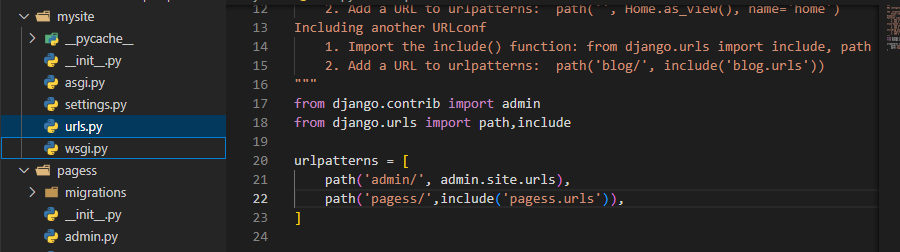 mysite
__pycache__
__init__.py
asgi.py
settings.py
urls.py
wsgi.py
pagess
migrations
__init__.py
admin.py
12 2. Add a URL to urlpatterns:  path('', Home.as_view(), name='home')
13 Including another URLconf
14 1. Import the include() function: from django.urls import include, path
15 2. Add a URL to urlpatterns:  path('blog/', include('blog.urls'))
16 """
17 from django.contrib import admin
18 from django.urls import path,include
19
20 urlpatterns = [
21 path('admin/', admin.site.urls),
22 path('pagess/',include('pagess.urls')),
23 ]
24